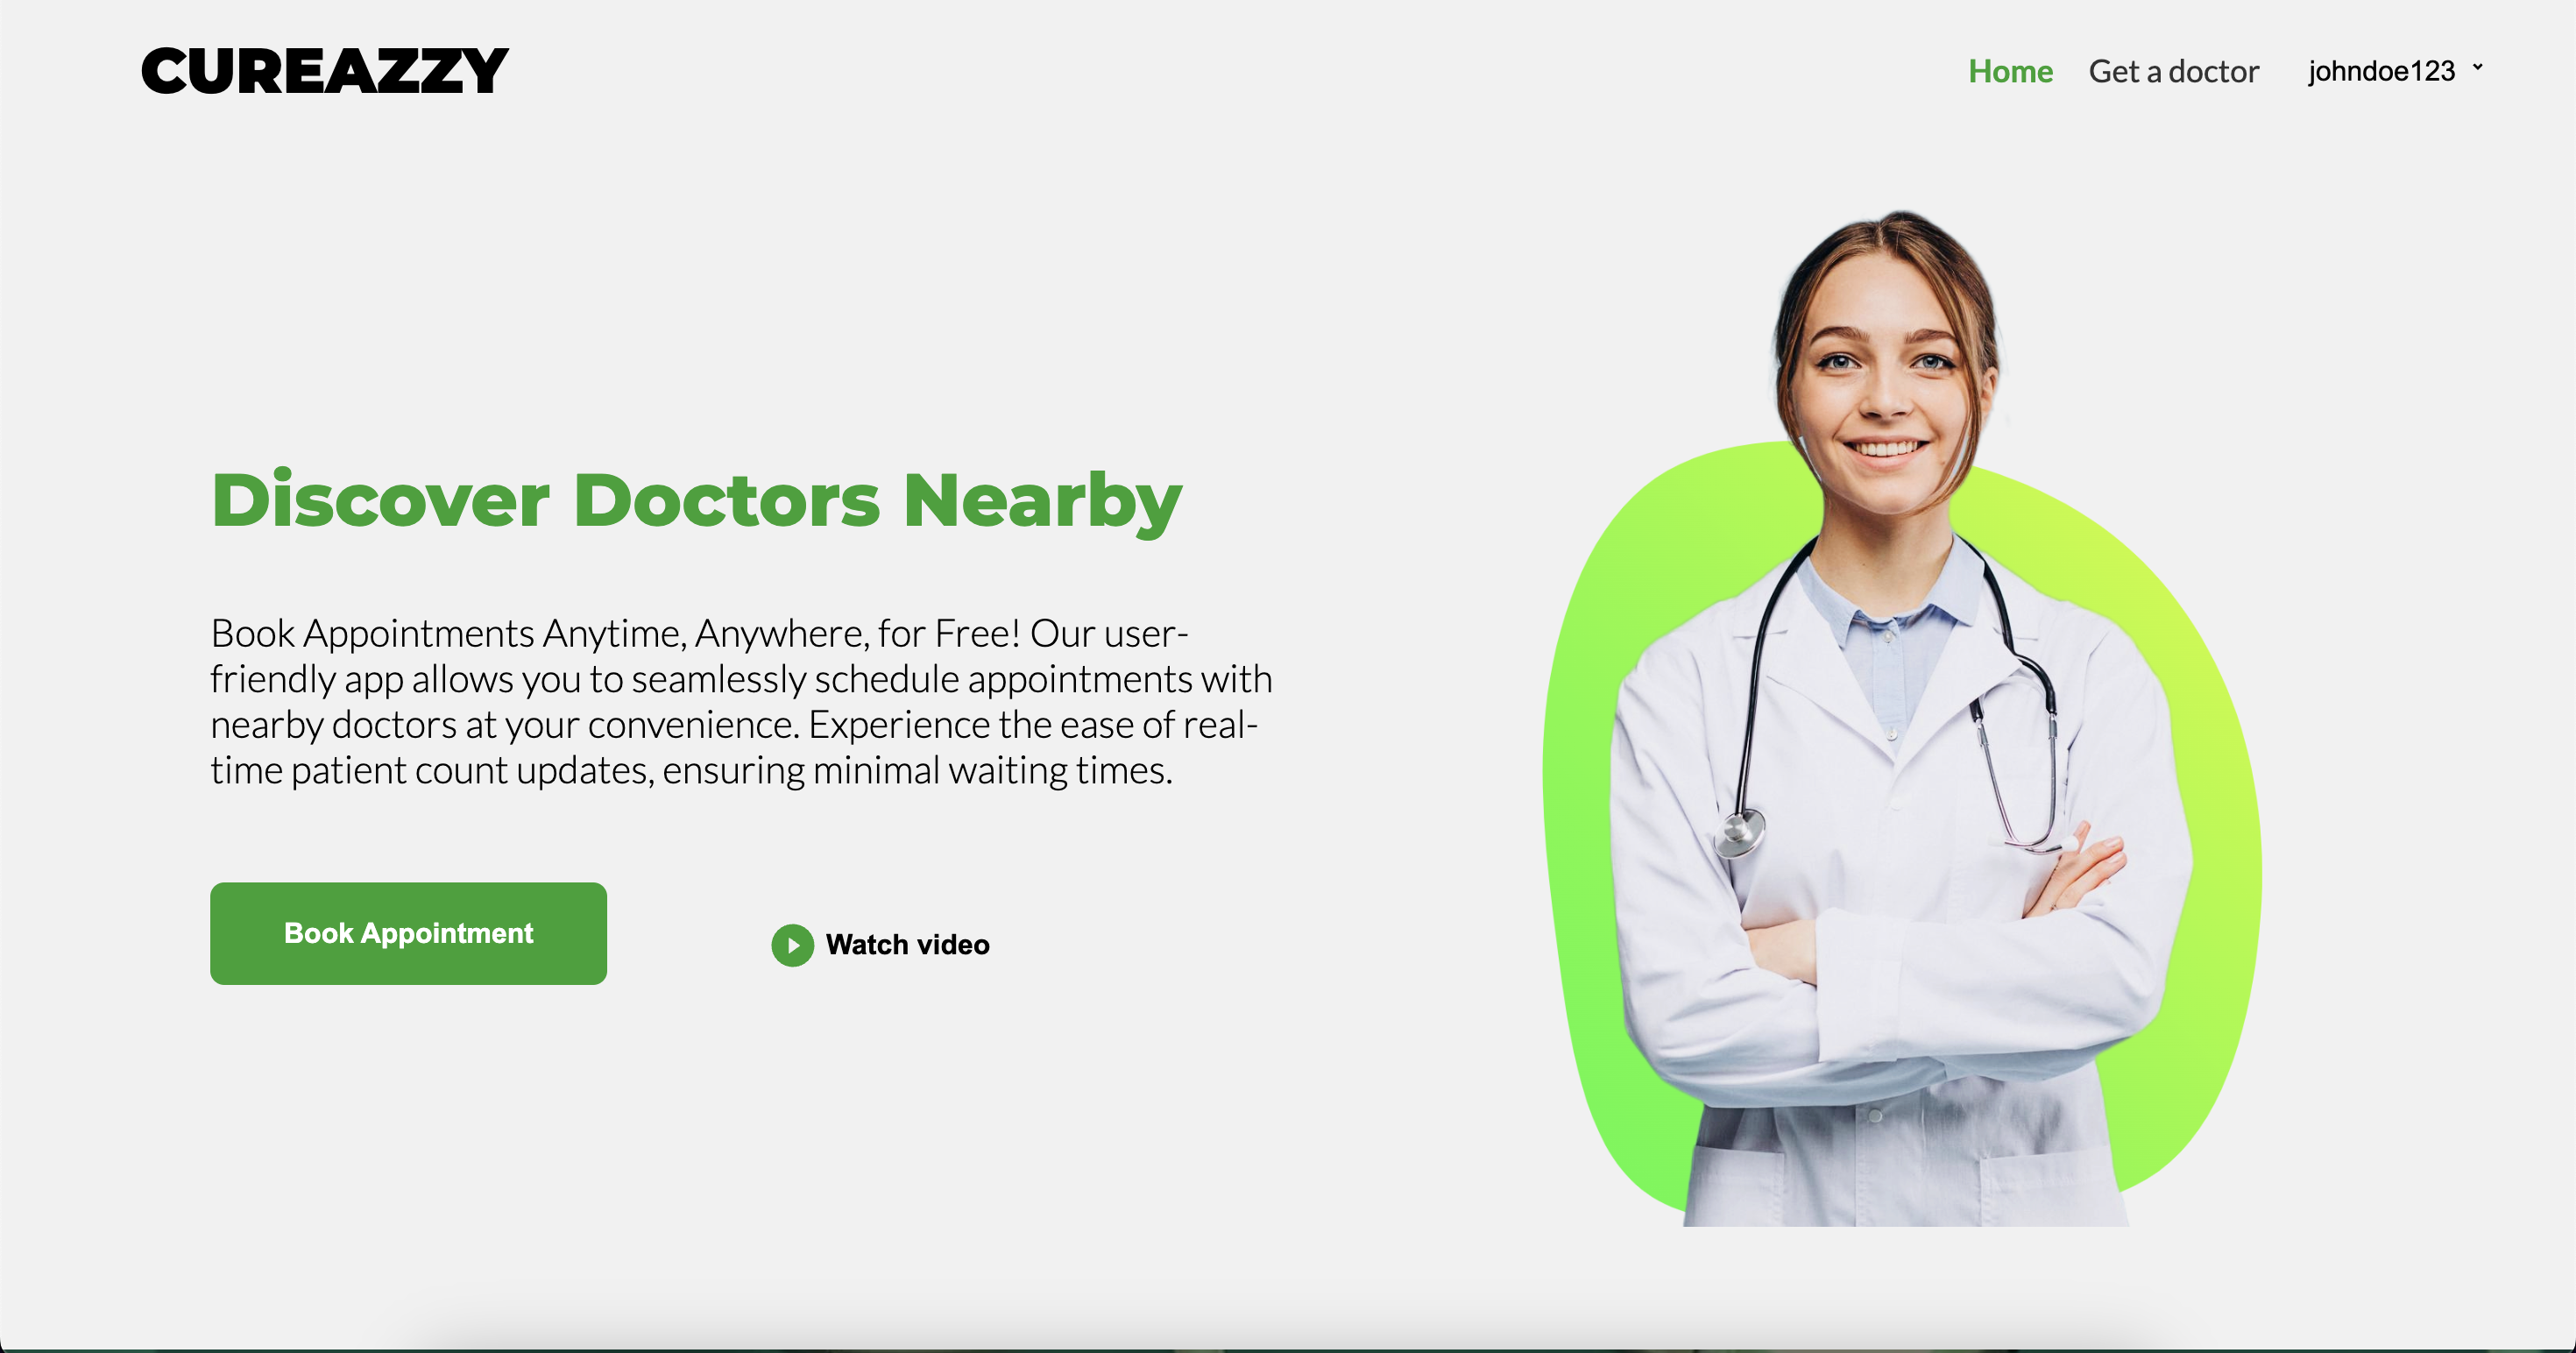 CUREAZZY
Home Get a doctor johndoe123
Discover Doctors Nearby
Book Appointments Anytime, Anywhere, for Free! Our user-
friendly app allows you to seamlessly schedule appointments with
nearby doctors at your convenience. Experience the ease of real-
time patient count updates, ensuring minimal waiting times.
Book Appointment
Watch video